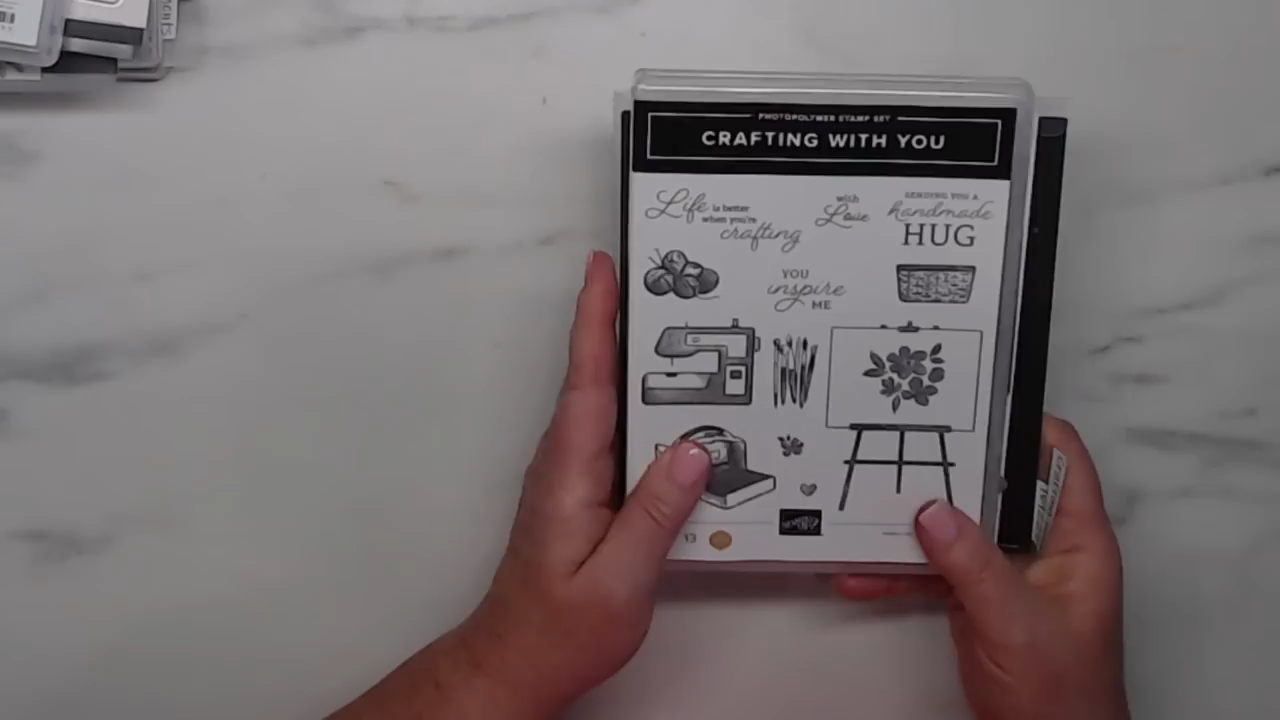 PHOTOPOLYMER STAMP SET
CRAFTING WITH YOU
Life is better
when you're
crafting
with
Love
SENDING YOU A
handmade
HUG
YOU
inspire
ME
13